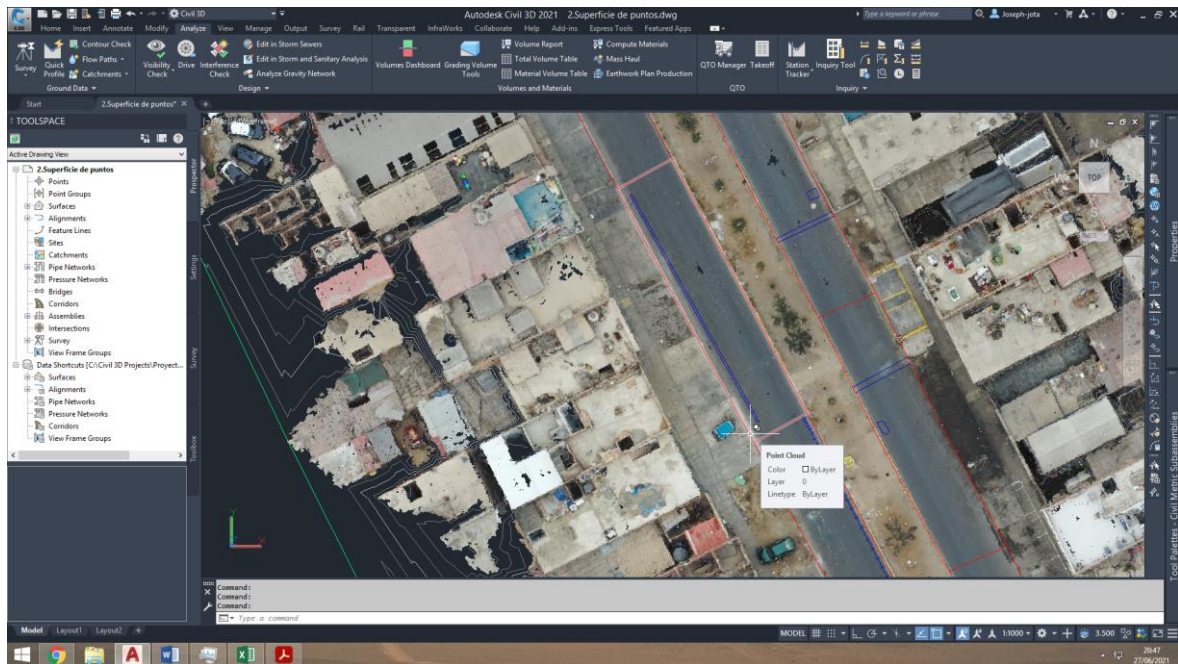 Civil 3D
Autodesk Civil 3D 2021 2.Superficie de puntos.dwg
Type a keyword or phrase
Joseph-jota
Home Insert Annotate Modify Analyze View Manage Output Survey Rail Transparent InfraWorks Collaborate Help Add-ins Express Tools Featured Apps
Survey
Quick Profile
Contour Check
Flow Paths
Catchments
Ground Data
Visibility Check
Drive
Interference Check
Edit in Storm Sewers
Edit in Storm and Sanitary Analysis
Analyze Gravity Network
Design
Volumes Dashboard
Grading Volume Tools
Volume Report
Total Volume Table
Material Volume Table
Compute Materials
Mass Haul
Earthwork Plan Production
Volumes and Materials
QTO Manager
Takeoff
QTO
Station Tracker
Inquiry Tool
Inquiry
Start
2.Superficie de puntos*
TOOLSPACE
Active Drawing View
2.Superficie de puntos
Points
Point Groups
Surfaces
Alignments
Feature Lines
Sites
Catchments
Pipe Networks
Pressure Networks
Bridges
Corridors
Assemblies
Intersections
Survey
View Frame Groups
Data Shortcuts [C:\Civil 3D Projects\Proyect...
Surfaces
Alignments
Pipe Networks
Pressure Networks
Corridors
View Frame Groups
Prospector
Settings
Survey
Toolbox
N
TOP
Point Cloud
Color ByLayer
Layer 0
Linetype ByLayer
Properties
Tool Palettes - Civil Metric Subassemblies
Y
X
Command:
Command:
Command:
Type a command
Model Layout1 Layout2 +
MODEL
1:1000
3.500
20:47
27/06/2021